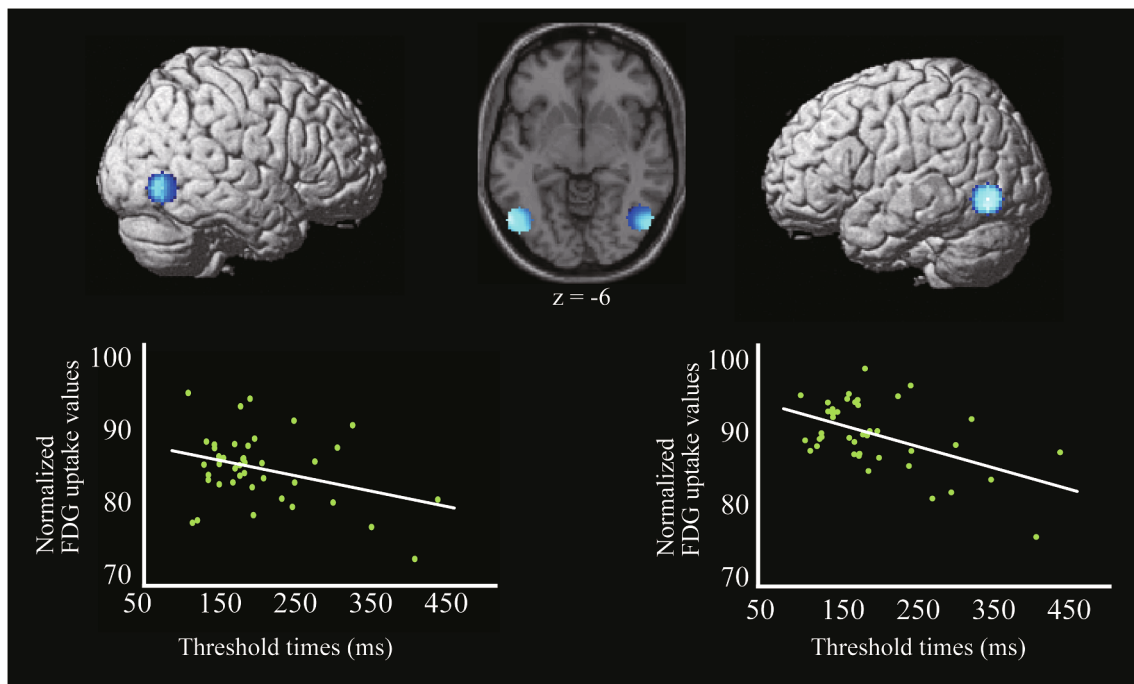 z = -6
100
90
80
70
Normalized
FDG uptake values
50 150 250 350 450
Threshold times (ms)
100
90
80
70
Normalized
FDG uptake values
50 150 250 350 450
Threshold times (ms)